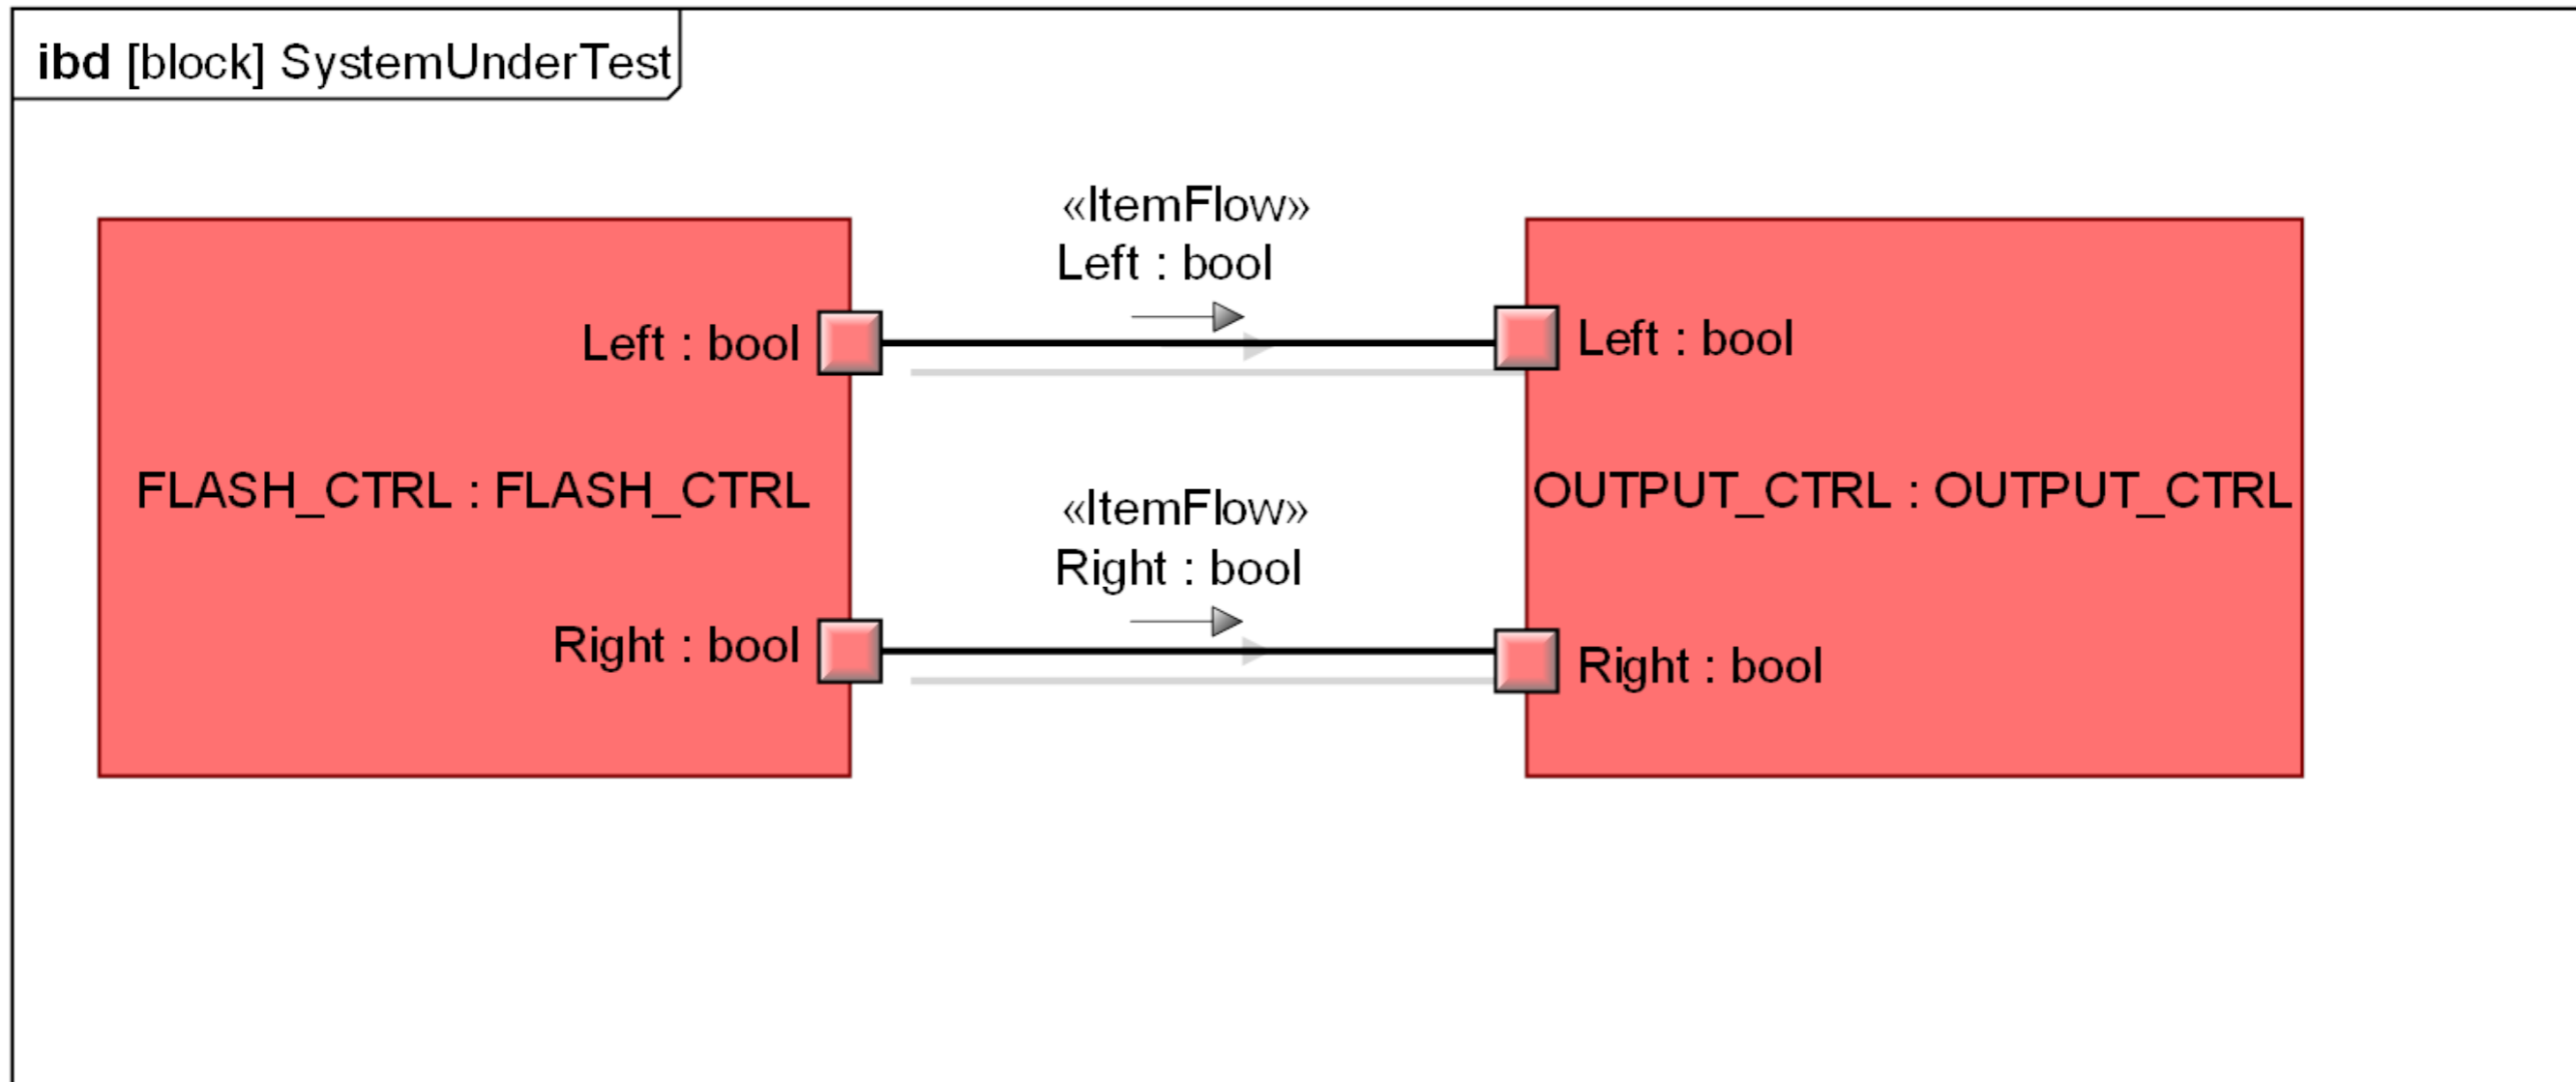 ibd [block] SystemUnderTest
«ItemFlow»
Left : bool
Left : bool
Left : bool
FLASH_CTRL : FLASH_CTRL
OUTPUT_CTRL : OUTPUT_CTRL
«ItemFlow»
Right : bool
Right : bool
Right : bool